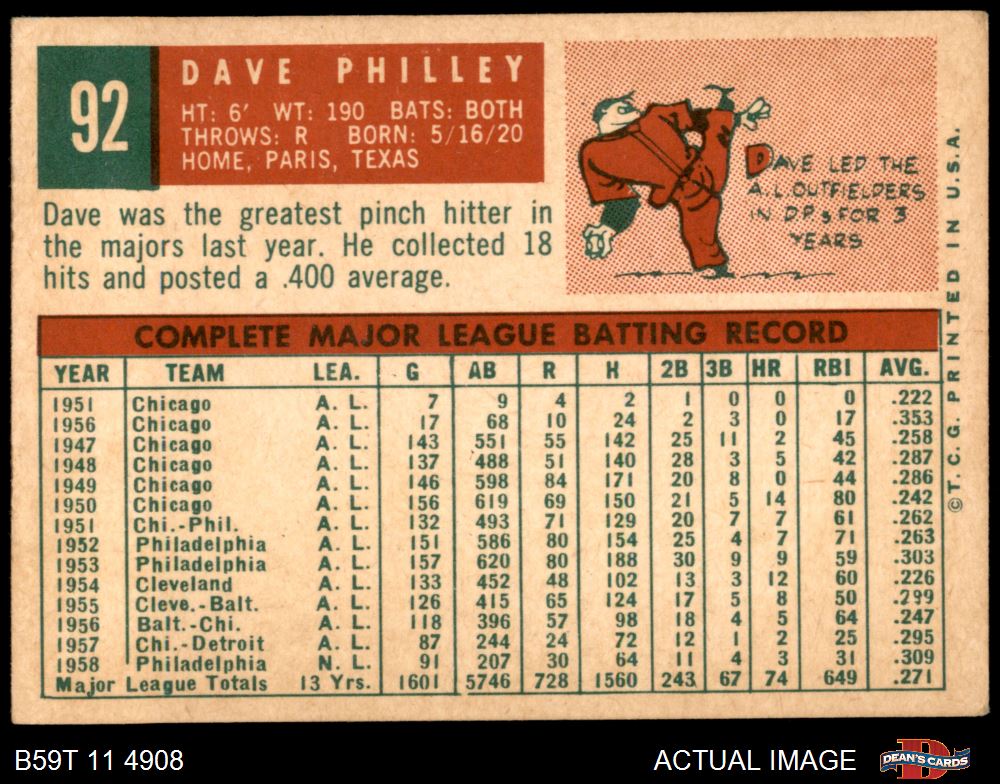 92
DAVE PHILLEY
HT: 6' WT: 190 BATS: BOTH
THROWS: R BORN: 5/16/20
HOME, PARIS, TEXAS
DAVE LED THE
A.L OUTFIELDERS
IN DPs FOR 3
YEARS
Dave was the greatest pinch hitter in
the majors last year. He collected 18
hits and posted a .400 average.
COMPLETE MAJOR LEAGUE BATTING RECORD
YEAR TEAM LEA. G AB R H 2B 3B HR RBI AVG.
1951 Chicago A. L. 7 9 4 2 1 0 0 0 .222
1956 Chicago A. L. 17 68 10 24 2 3 0 17 .353
1947 Chicago A. L. 143 551 55 142 25 11 2 45 .258
1948 Chicago A. L. 137 488 51 140 28 3 5 42 .287
1949 Chicago A. L. 146 598 84 171 20 8 0 44 .286
1950 Chicago A. L. 156 619 69 150 21 5 14 80 .242
1951 Chi.-Phil. A. L. 132 493 71 129 20 7 7 61 .262
1952 Philadelphia A. L. 151 586 80 154 25 4 7 71 .263
1953 Philadelphia A. L. 157 620 80 188 30 9 9 59 .303
1954 Cleveland A. L. 133 452 48 102 13 3 12 60 .226
1955 Cleve.-Balt. A. L. 126 415 65 124 17 5 8 50 .299
1956 Balt.-Chi. A. L. 118 396 57 98 18 4 5 64 .247
1957 Chi.-Detroit A. L. 87 244 24 72 12 1 2 25 .295
1958 Philadelphia N. L. 91 207 30 64 11 4 3 31 .309
Major League Totals 13 Yrs. 1601 5746 728 1560 243 67 74 649 .271
© T. C. G. PRINTED IN U.S.A.
B59T 11 4908
ACTUAL IMAGE
DEAN'S CARDS